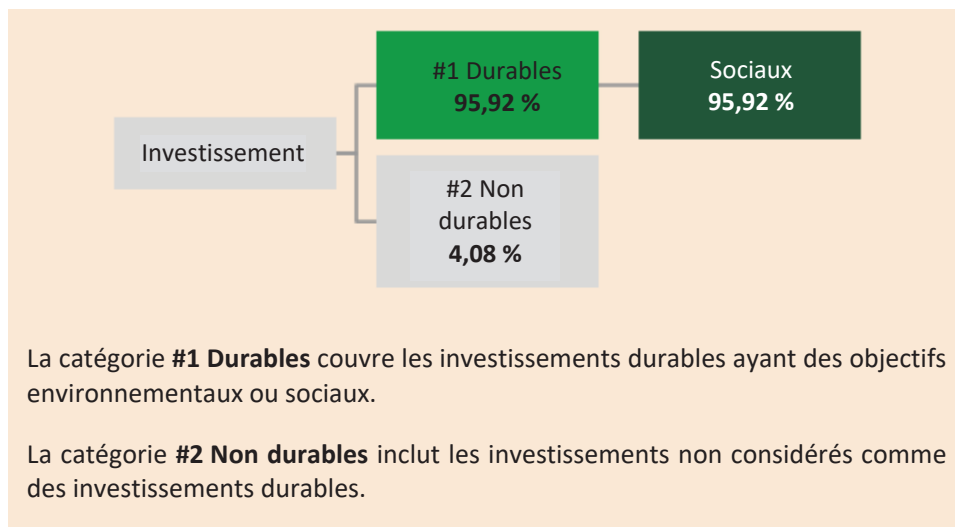 #1 Durables
95,92 %
Sociaux
95,92 %
Investissement
#2 Non
durables
4,08 %
La catégorie #1 Durables couvre les investissements durables ayant des objectifs
environnementaux ou sociaux.
La catégorie #2 Non durables inclut les investissements non considérés comme
des investissements durables.